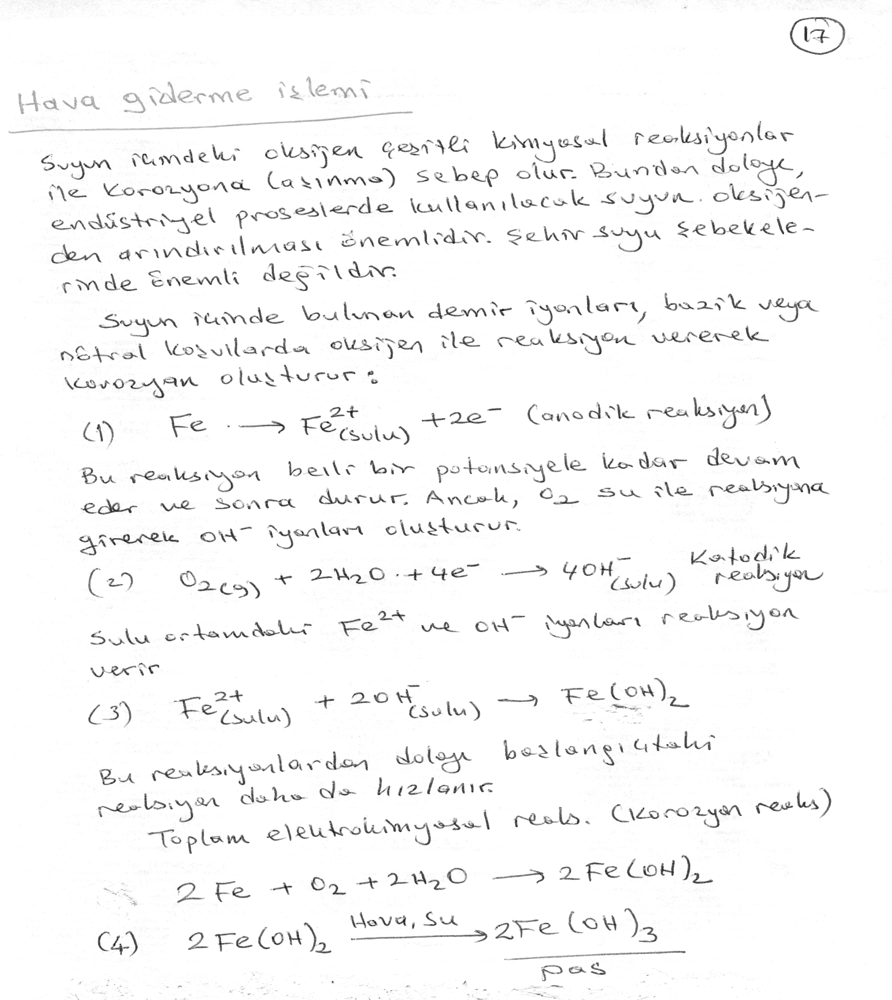 17
Hava giderme işlemi
Suyun içindeki oksijen çeşitli kimyasal reaksiyonlar
ile korozyona (aşınma) sebep olur. Bundan dolayı,
endüstriyel proseslerde kullanılacak suyun oksijen-
den arındırılması önemlidir. Şehir suyu şebekele-
rinde önemli değildir.
Suyun içinde bulunan demir iyonları, bazik veya
nötral koşullarda oksijen ile reaksiyon vererek
korozyon oluşturur :
(1) Fe → Fe²⁺(sulu) + 2e⁻ (anodik reaksiyon)
Bu reaksiyon belli bir potansiyele kadar devam
eder ve sonra durur. Ancak, O₂ su ile reaksiyona
girerek OH⁻ iyonları oluşturur.
(2) O₂(g) + 2H₂O + 4e⁻ → 4OH⁻(sulu) Katodik
reaksiyon
Sulu ortamdaki Fe²⁺ ve OH⁻ iyonları reaksiyon
verir
(3) Fe²⁺(sulu) + 2OH⁻(sulu) → Fe(OH)₂
Bu reaksiyonlardan dolayı başlangıçtaki
reaksiyon daha da hızlanır.
Toplam elektrokimyasal reaks. (Korozyon reaks)
2 Fe + O₂ + 2H₂O → 2 Fe(OH)₂
(4) 2 Fe(OH)₂ Hava, su → 2Fe(OH)₃
pas